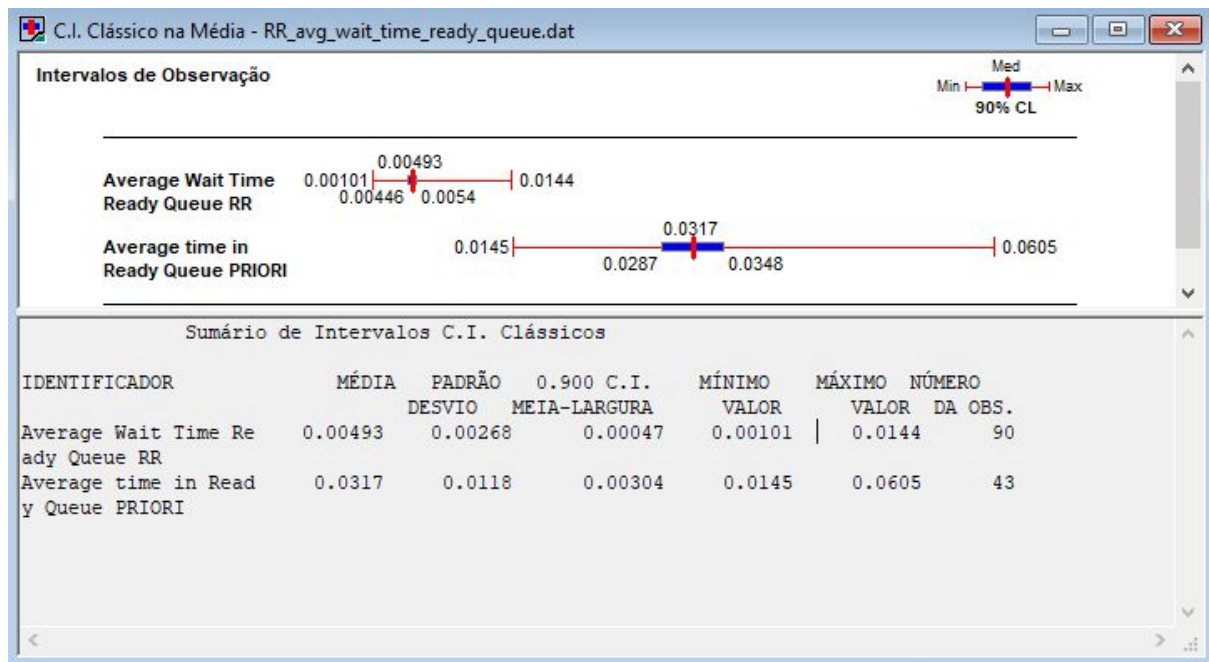 C.I. Clássico na Média - RR_avg_wait_time_ready_queue.dat
Intervalos de Observação
Med
Min Max
90% CL
0.00493
Average Wait Time 0.00101 0.0144
Ready Queue RR 0.00446 0.0054
0.0317
Average time in 0.0145 0.0605
Ready Queue PRIORI 0.0287 0.0348
Sumário de Intervalos C.I. Clássicos
IDENTIFICADOR MÉDIA PADRÃO 0.900 C.I. MÍNIMO MÁXIMO NÚMERO
DESVIO MEIA-LARGURA VALOR VALOR DA OBS.
Average Wait Time Re 0.00493 0.00268 0.00047 0.00101 0.0144 90
ady Queue RR
Average time in Read 0.0317 0.0118 0.00304 0.0145 0.0605 43
y Queue PRIORI